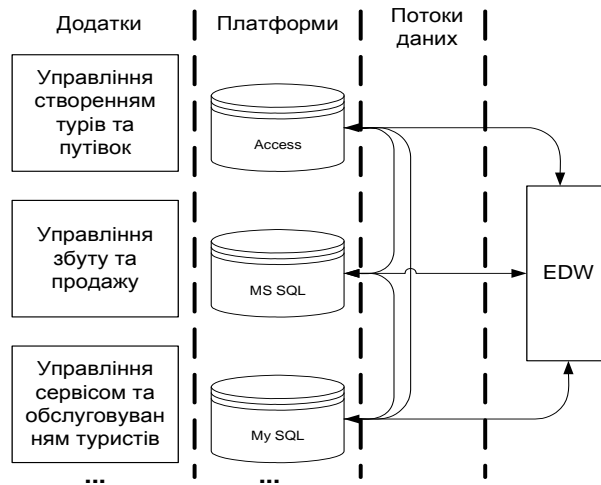 Додатки
Платформи
Потоки
даних
Управління
створенням
турів та
путівок
Access
Управління
збуту та
продажу
MS SQL
EDW
Управління
сервісом та
обслуговуван
ням туристів
My SQL
...
...